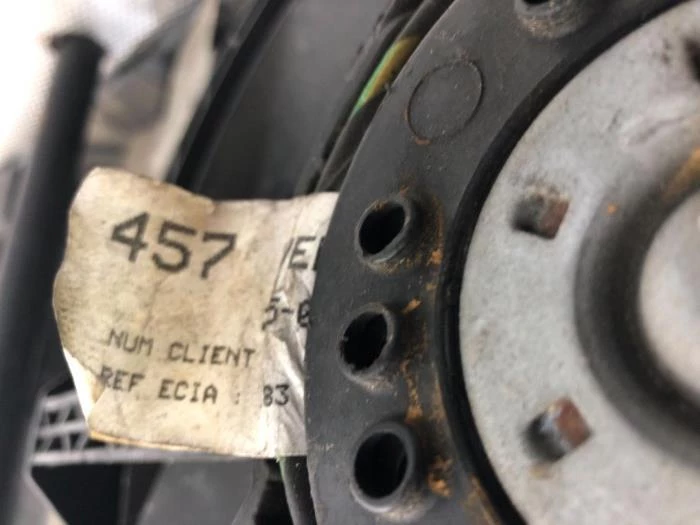 457
NUM CLIENT
REF ECIA : 83